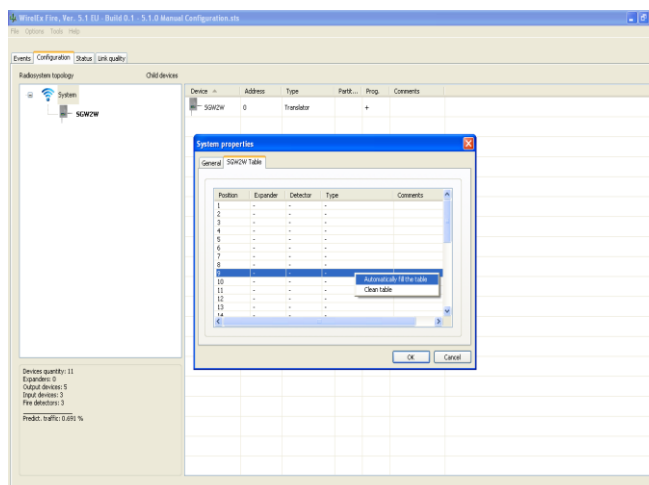 WirelEx Fire, Ver. 5.1 EU - Build 0.1 - 5.1.0 Manual Configuration.sts
File Options Tools Help
Events Configuration Status Link quality
Radiosystem topology Child devices
System
SGW2W
Device Address Type Partit... Prog. Comments
SGW2W 0 Translator +
System properties
General SGW2W Table
Position Expander Detector Type Comments
1 - - -
2 - - -
3 - - -
4 - - -
5 - - -
6 - - -
7 - - -
8 - - -
9 - - -
10 - - -
11 - - -
12 - - -
13 - - -
14 - - -
Automatically fill the table
Clean table
OK Cancel
Devices quantity: 11
Expanders: 0
Output devices: 5
Input devices: 3
Fire detectors: 3
Predict. traffic: 0.691 %